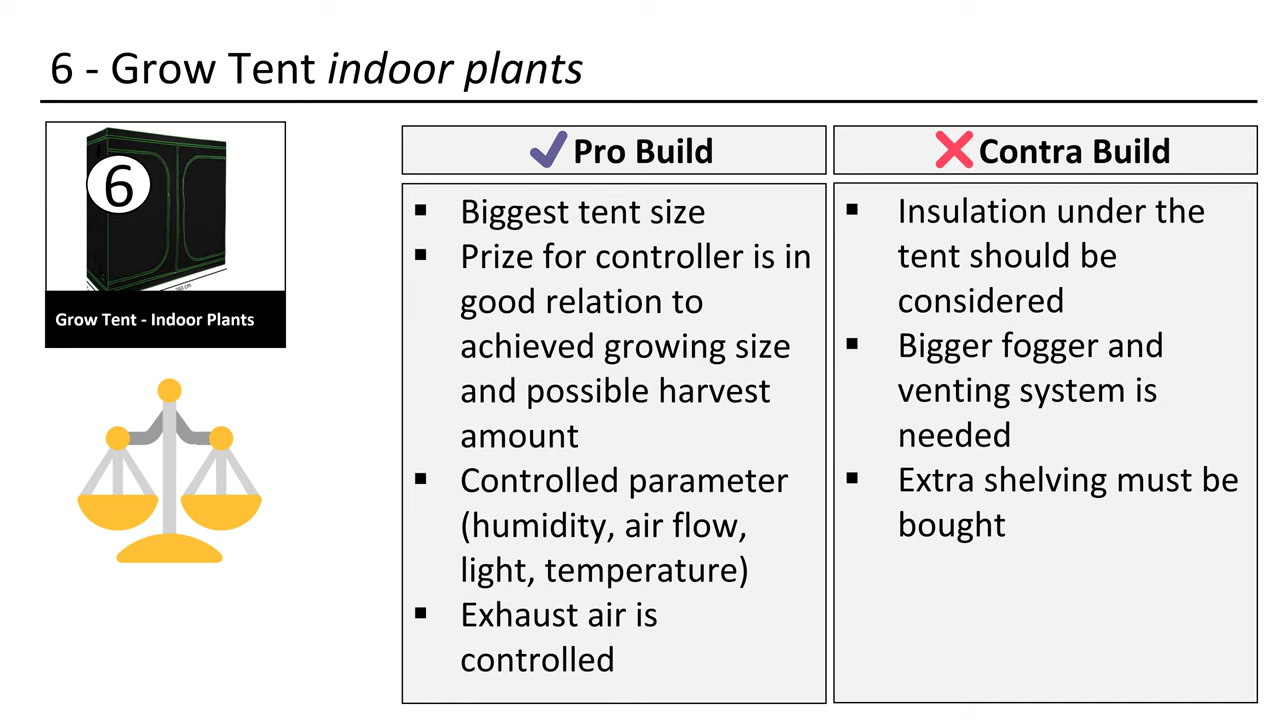 6 - Grow Tent indoor plants
6
Grow Tent - Indoor Plants
Pro Build
▪ Biggest tent size
▪ Prize for controller is in
good relation to
achieved growing size
and possible harvest
amount
▪ Controlled parameter
(humidity, air flow,
light, temperature)
▪ Exhaust air is
controlled
Contra Build
▪ Insulation under the
tent should be
considered
▪ Bigger fogger and
venting system is
needed
▪ Extra shelving must be
bought